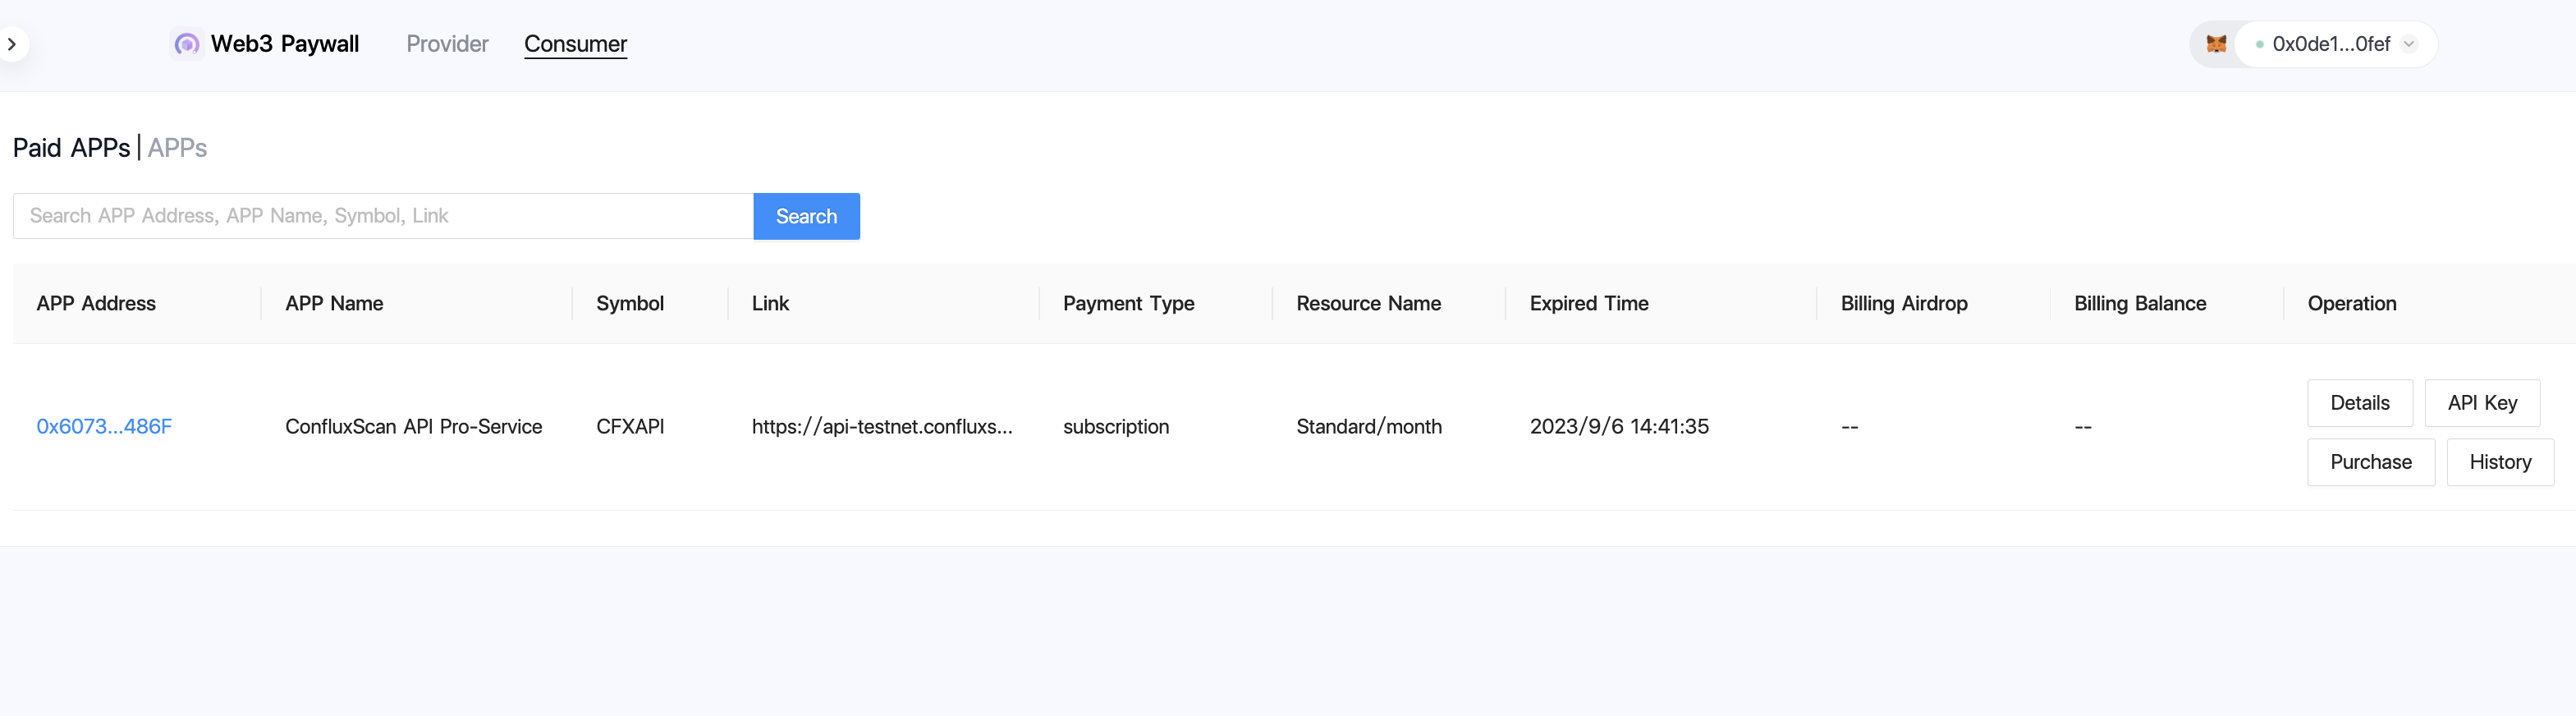 Web3 Paywall Provider Consumer 0x0de1...0fef
Paid APPs | APPs
Search APP Address, APP Name, Symbol, Link Search
APP Address APP Name Symbol Link Payment Type Resource Name Expired Time Billing Airdrop Billing Balance Operation
0x6073...486F ConfluxScan API Pro-Service CFXAPI https://api-testnet.confluxs... subscription Standard/month 2023/9/6 14:41:35 -- --
Details API Key
Purchase History